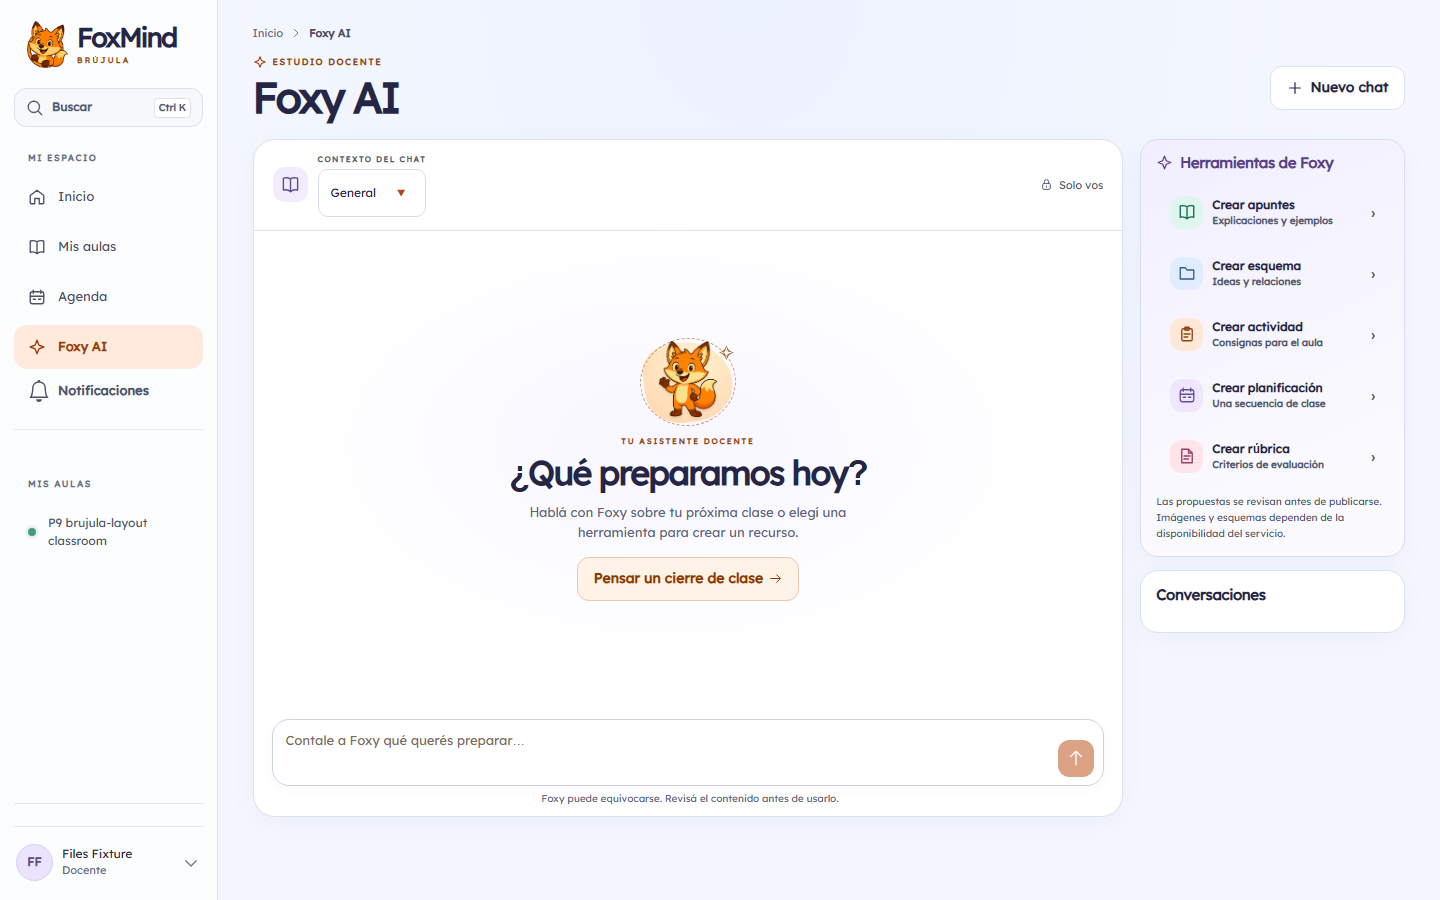 FoxMind
BRÚJULA
Buscar
Ctrl K
MI ESPACIO
Inicio
Mis aulas
Agenda
Foxy AI
Notificaciones
MIS AULAS
P9 brujula-layout
classroom
FF
Files Fixture
Docente
Inicio > Foxy AI
ESTUDIO DOCENTE
Foxy AI
+ Nuevo chat
CONTEXTO DEL CHAT
General
Solo vos
TU ASISTENTE DOCENTE
¿Qué preparamos hoy?
Hablá con Foxy sobre tu próxima clase o elegí una
herramienta para crear un recurso.
Pensar un cierre de clase →
Contale a Foxy qué querés preparar...
Foxy puede equivocarse. Revisá el contenido antes de usarlo.
Herramientas de Foxy
Crear apuntes
Explicaciones y ejemplos
Crear esquema
Ideas y relaciones
Crear actividad
Consignas para el aula
Crear planificación
Una secuencia de clase
Crear rúbrica
Criterios de evaluación
Las propuestas se revisan antes de publicarse.
Imágenes y esquemas dependen de la
disponibilidad del servicio.
Conversaciones